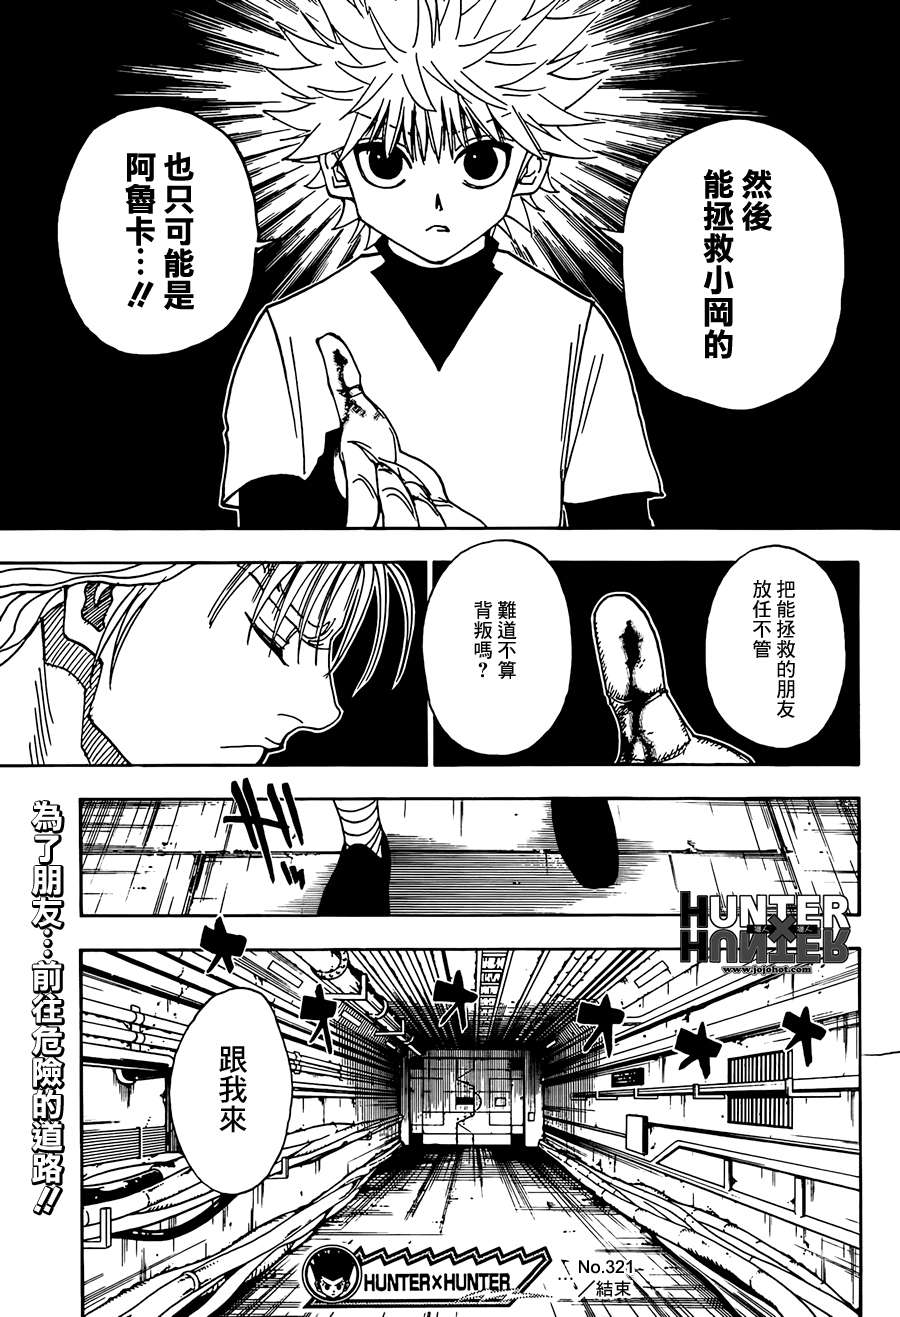 然後
能拯救小岡的
也只可能是
阿魯卡…!!
把能拯救的朋友
放任不管
難道不算
背叛嗎?
HUNTER
HUNTER
×
www.jojohot.com
跟我來
為了朋友…前往危險的道路!!
HUNTER×HUNTER
No.321
/結束